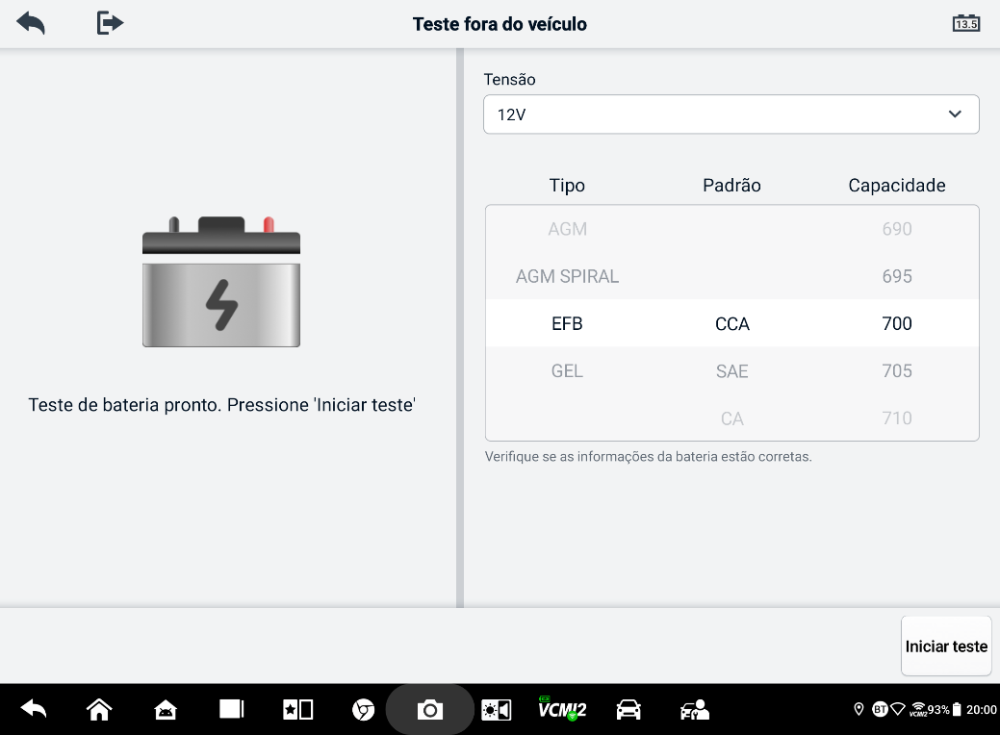 Teste fora do veículo
13.5
Tensão
12V
Tipo Padrão Capacidade
AGM 690
AGM SPIRAL 695
EFB CCA 700
GEL SAE 705
CA 710
Verifique se as informações da bateria estão corretas.
Teste de bateria pronto. Pressione 'Iniciar teste'
Iniciar teste
VCMI2
BT
VCMI2
93%
20:00